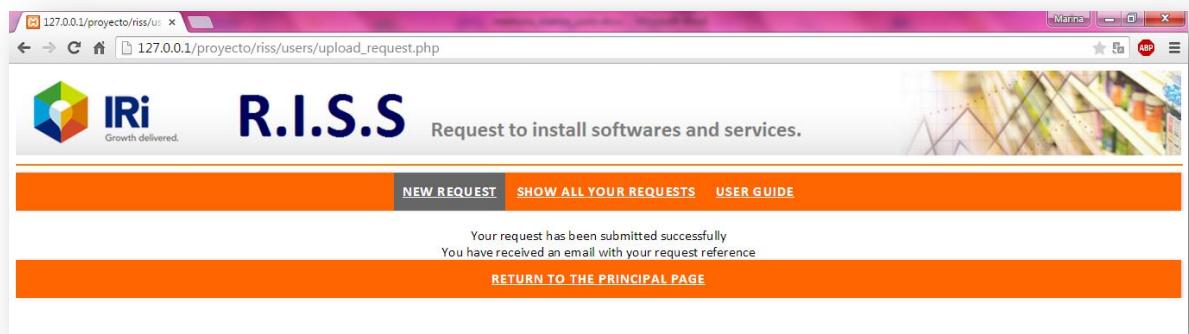 127.0.0.1/proyecto/riss/us
Marina
127.0.0.1/proyecto/riss/users/upload_request.php
ABP
IRi
Growth delivered.
R.I.S.S
Request to install softwares and services.
NEW REQUEST SHOW ALL YOUR REQUESTS USER GUIDE
Your request has been submitted successfully
You have received an email with your request reference
RETURN TO THE PRINCIPAL PAGE